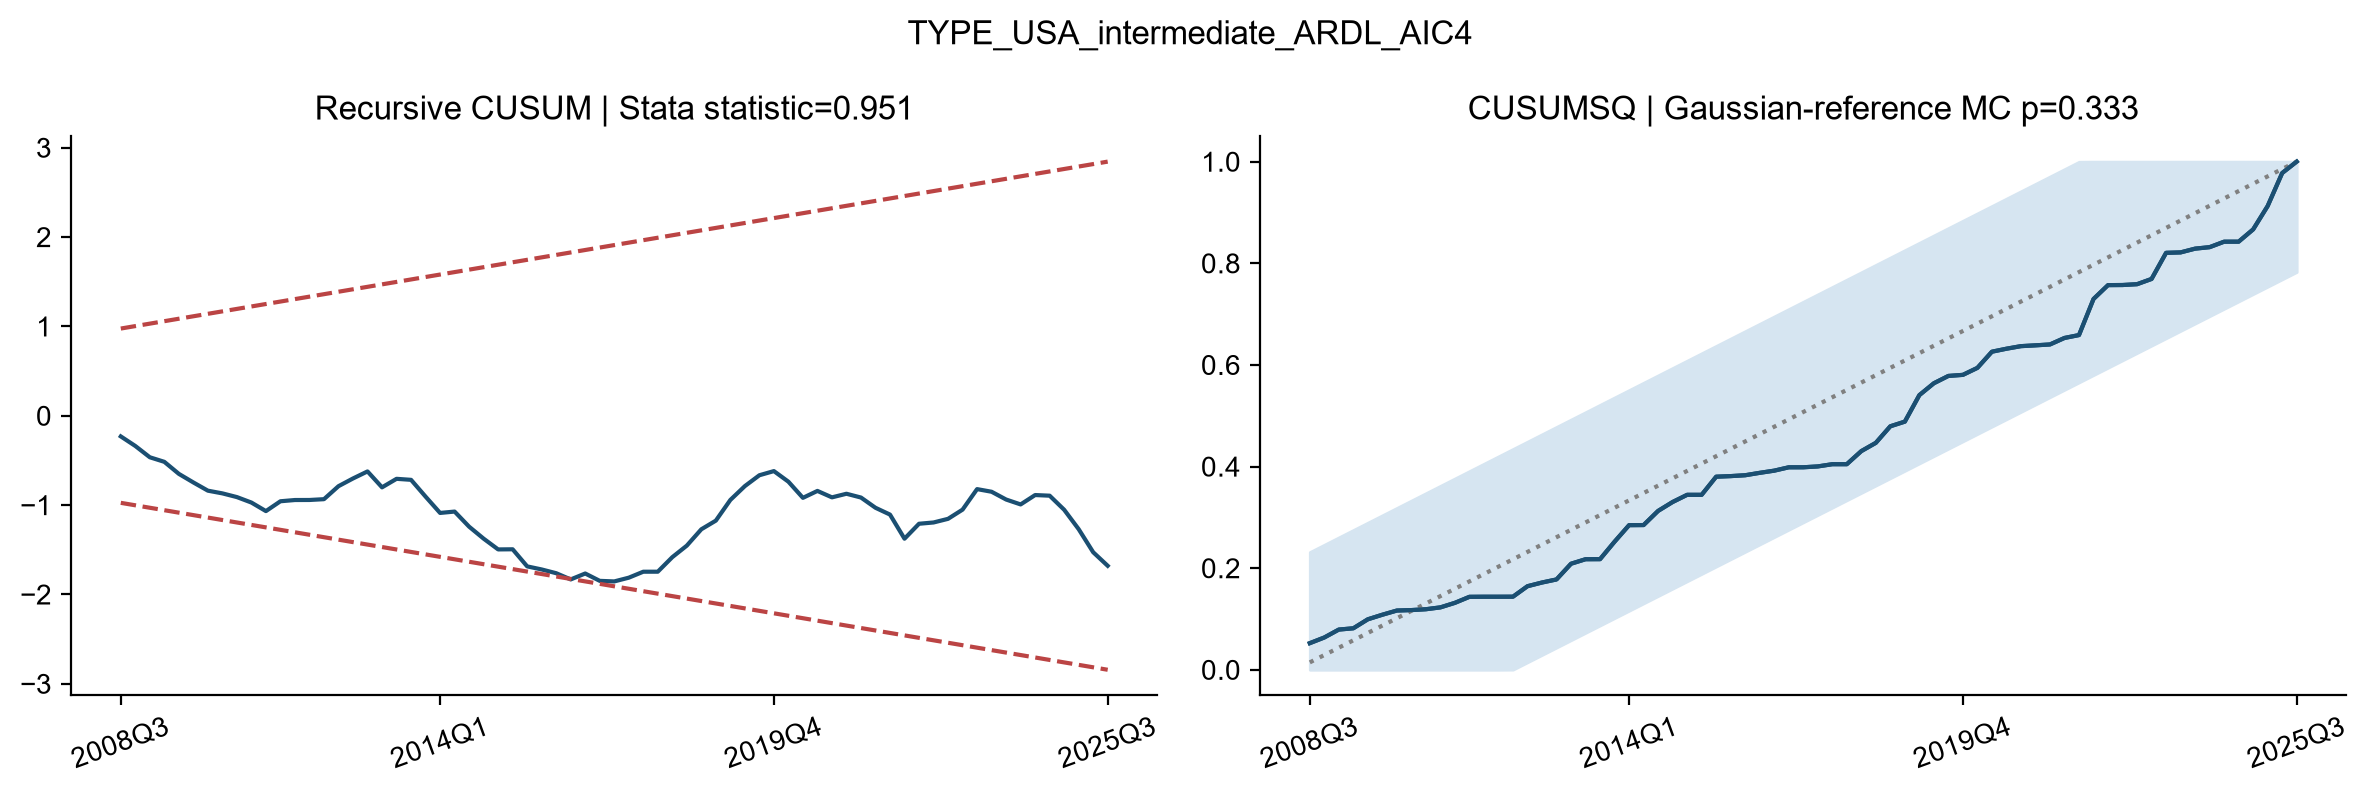 TYPE_USA_intermediate_ARDL_AIC4
Recursive CUSUM | Stata statistic=0.951
3
2
1
0
−1
−2
−3
2008Q3
2014Q1
2019Q4
2025Q3
CUSUMSQ | Gaussian-reference MC p=0.333
1.0
0.8
0.6
0.4
0.2
0.0
2008Q3
2014Q1
2019Q4
2025Q3